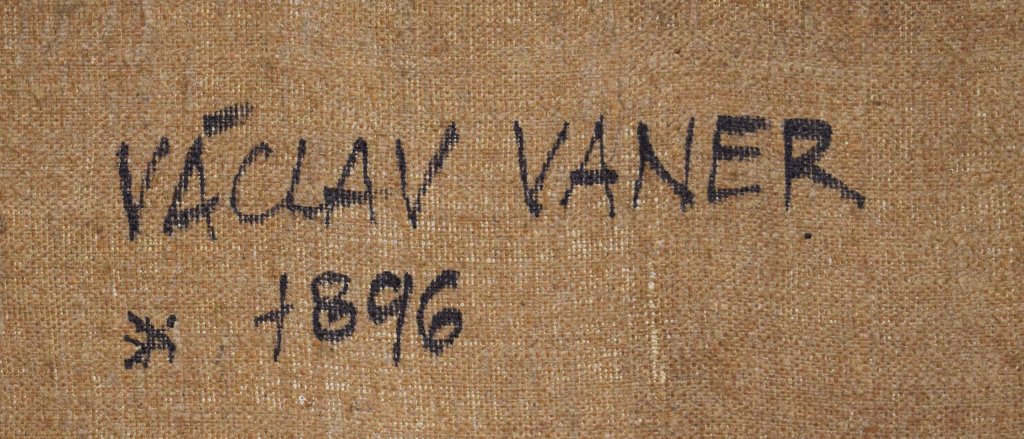 VÁCLAV VANER
* 1896